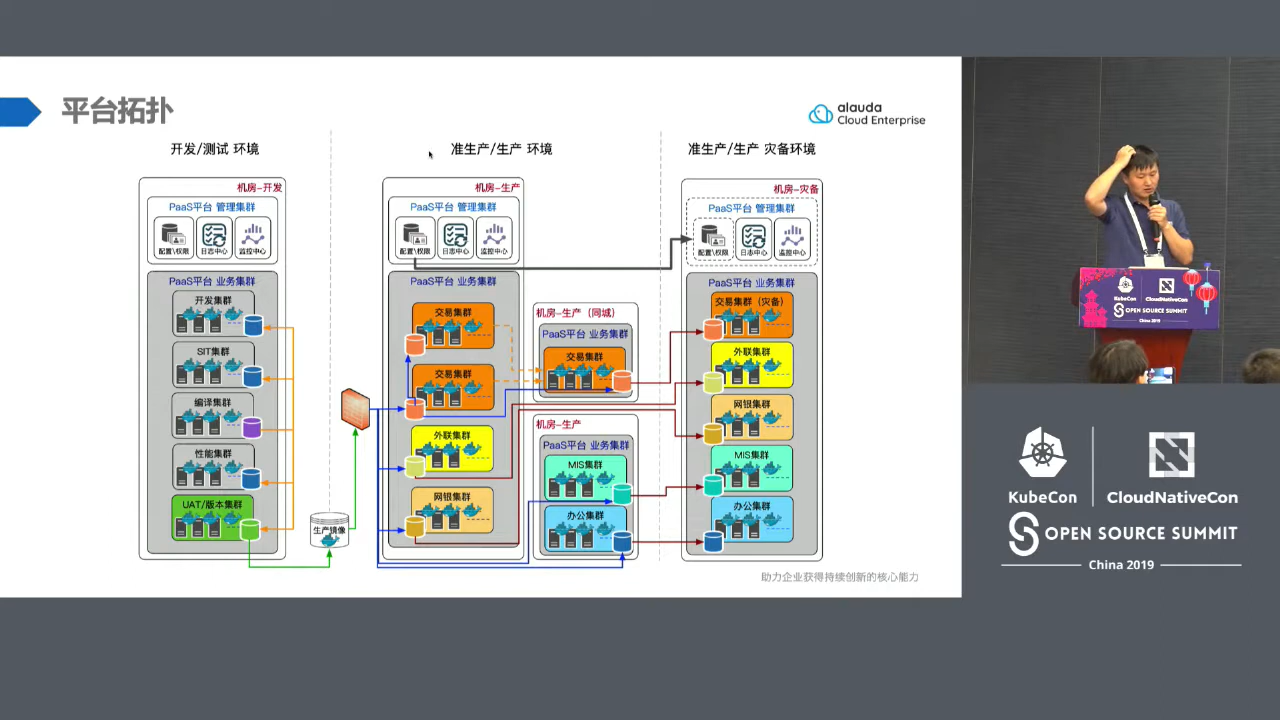 平台拓扑
alauda
Cloud Enterprise
开发/测试 环境
准生产/生产 环境
准生产/生产 灾备环境
机房-开发
PaaS平台 管理集群
配置\权限
日志中心
监控中心
PaaS平台 业务集群
开发集群
SIT集群
编译集群
性能集群
UAT/版本集群
生产镜像
机房-生产
PaaS平台 管理集群
配置\权限
日志中心
监控中心
PaaS平台 业务集群
交易集群
交易集群
外联集群
网银集群
机房-生产（同城）
PaaS平台 业务集群
交易集群
机房-生产
PaaS平台 业务集群
MIS集群
办公集群
机房-灾备
PaaS平台 管理集群
配置\权限
日志中心
监控中心
PaaS平台 业务集群
交易集群（灾备）
外联集群
网银集群
MIS集群
办公集群
助力企业获得持续创新的核心能力
KubeCon
CloudNativeCon
OPEN SOURCE SUMMIT
China 2019
KubeCon
CloudNativeCon
OPEN SOURCE SUMMIT
China 2019